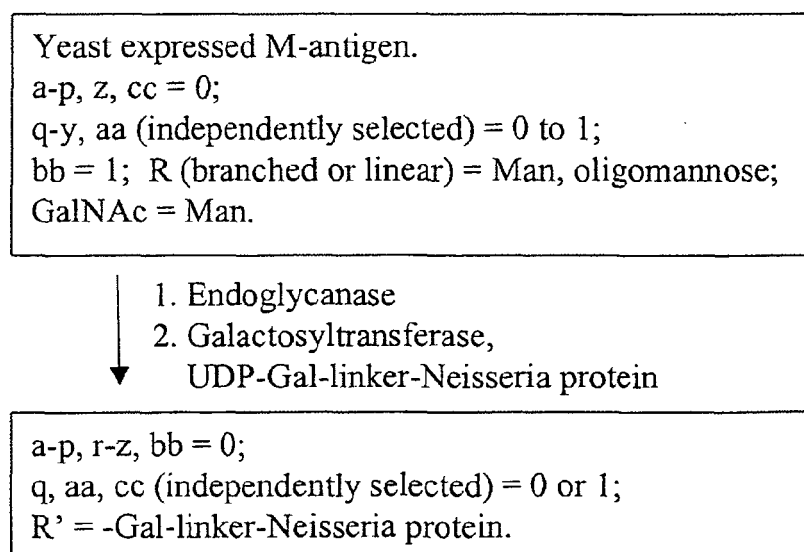 Yeast expressed M-antigen.
a-p, z, cc = 0;
q-y, aa (independently selected) = 0 to 1;
bb = 1; R (branched or linear) = Man, oligomannose;
GalNAc = Man.
1. Endoglycanase
2. Galactosyltransferase,
UDP-Gal-linker-Neisseria protein
a-p, r-z, bb = 0;
q, aa, cc (independently selected) = 0 or 1;
R' = -Gal-linker-Neisseria protein.